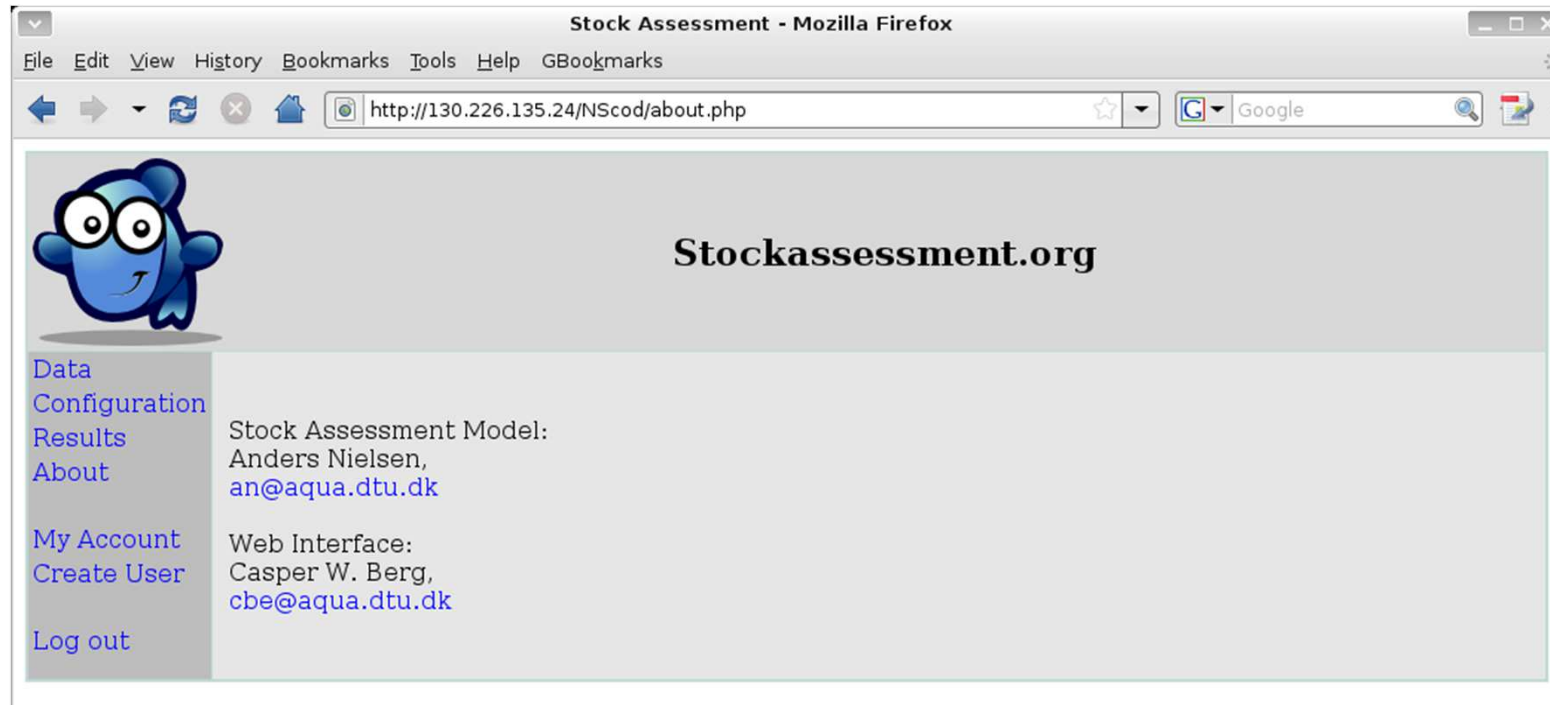 Stock Assessment - Mozilla Firefox
File Edit View History Bookmarks Tools Help GBookmarks
http://130.226.135.24/NScod/about.php
G Google
Stockassessment.org
Data
Configuration
Results
About
My Account
Create User
Log out
Stock Assessment Model:
Anders Nielsen,
an@aqua.dtu.dk
Web Interface:
Casper W. Berg,
cbe@aqua.dtu.dk